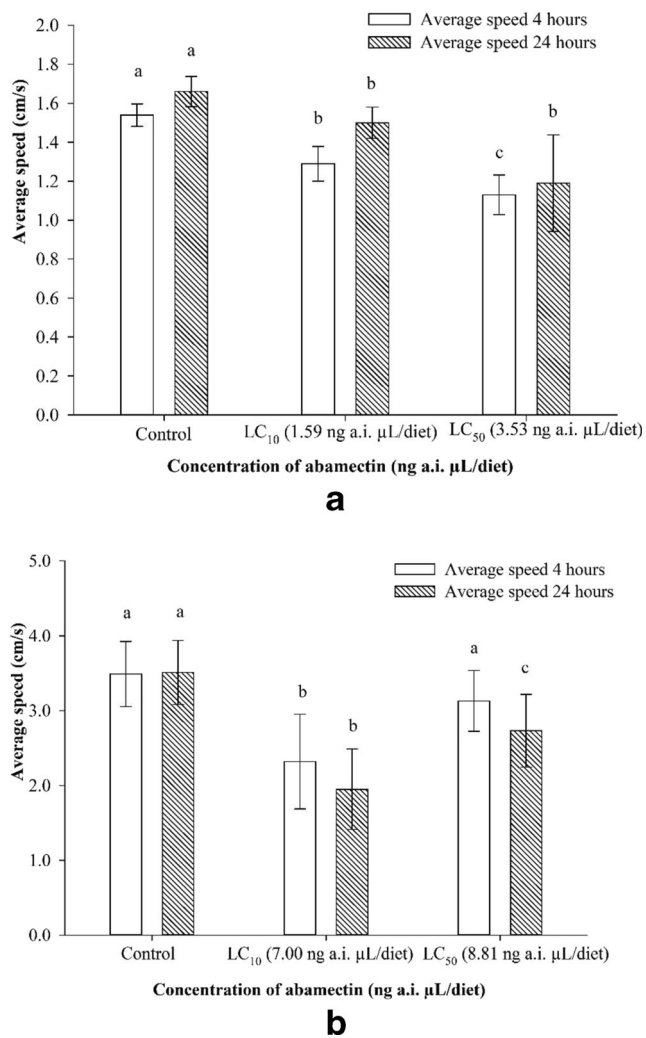 Average speed 4 hours
Average speed 24 hours
2.0
1.8
1.6
1.4
1.2
1.0
0.8
0.6
0.4
0.2
0.0
Average speed (cm/s)
a
a
b
b
c
b
Control
LC10 (1.59 ng a.i. µL/diet)
LC50 (3.53 ng a.i. µL/diet)
Concentration of abamectin (ng a.i. µL/diet)
a
Average speed 4 hours
Average speed 24 hours
5.0
4.0
3.0
2.0
1.0
0.0
Average speed (cm/s)
a
a
b
b
a
c
Control
LC10 (7.00 ng a.i. µL/diet)
LC50 (8.81 ng a.i. µL/diet)
Concentration of abamectin (ng a.i. µL/diet)
b